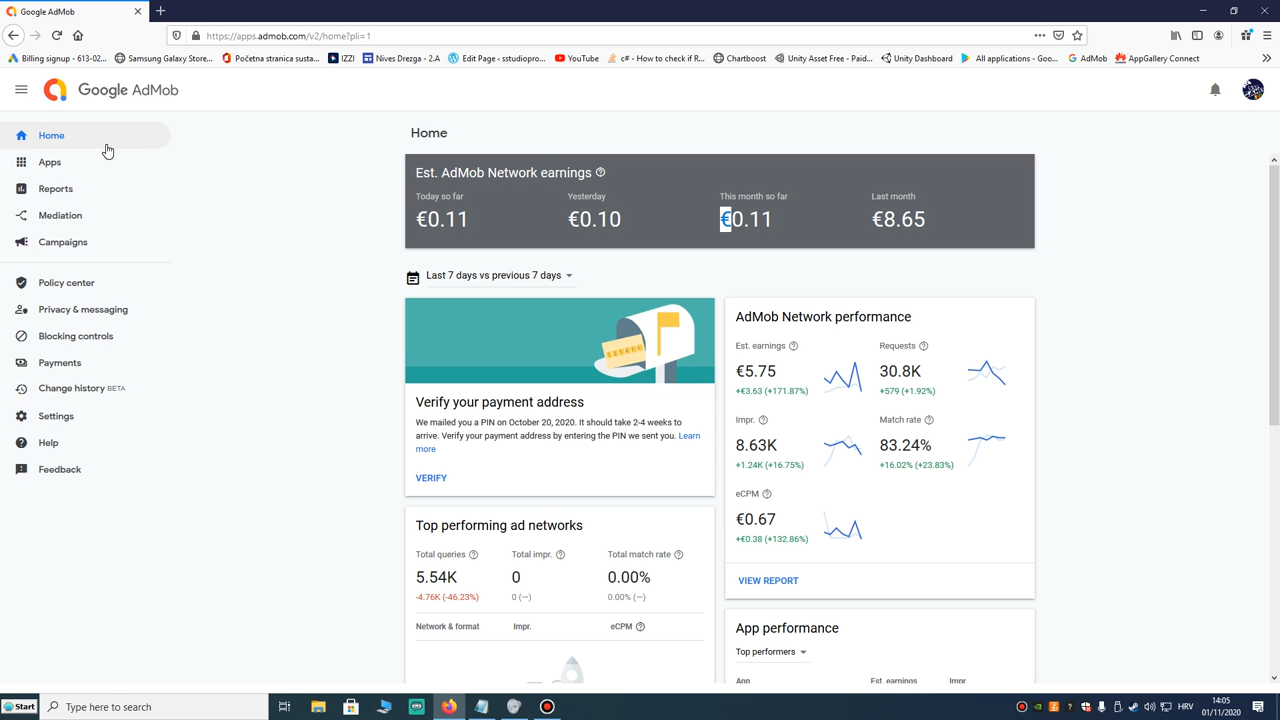 Google AdMob
https://apps.admob.com/v2/home?pli=1
Billing signup - 613-02...
Samsung Galaxy Store...
Početna stranica susta...
IZZI
Nives Drezga - 2.A
Edit Page ‹ sstudiopro...
YouTube
c# - How to check if R...
Chartboost
Unity Asset Free - Paid...
Unity Dashboard
All applications - Goo...
AdMob
AppGallery Connect
Google AdMob
Home
Apps
Reports
Mediation
Campaigns
Policy center
Privacy & messaging
Blocking controls
Payments
Change history BETA
Settings
Help
Feedback
Home
Est. AdMob Network earnings
Today so far
€0.11
Yesterday
€0.10
This month so far
€0.11
Last month
€8.65
Last 7 days vs previous 7 days
Verify your payment address
We mailed you a PIN on October 20, 2020. It should take 2-4 weeks to
arrive. Verify your payment address by entering the PIN we sent you. Learn
more
VERIFY
AdMob Network performance
Est. earnings
€5.75
+€3.63 (+171.87%)
Requests
30.8K
+579 (+1.92%)
Impr.
8.63K
+1.24K (+16.75%)
Match rate
83.24%
+16.02% (+23.83%)
eCPM
€0.67
+€0.38 (+132.86%)
VIEW REPORT
Top performing ad networks
Total queries
5.54K
-4.76K (-46.23%)
Total impr.
0
0 (—)
Total match rate
0.00%
0.00% (—)
Network & format Impr. eCPM
App performance
Top performers
App Est. earnings Impr.
Start
Type here to search
HRV
14:05
01/11/2020